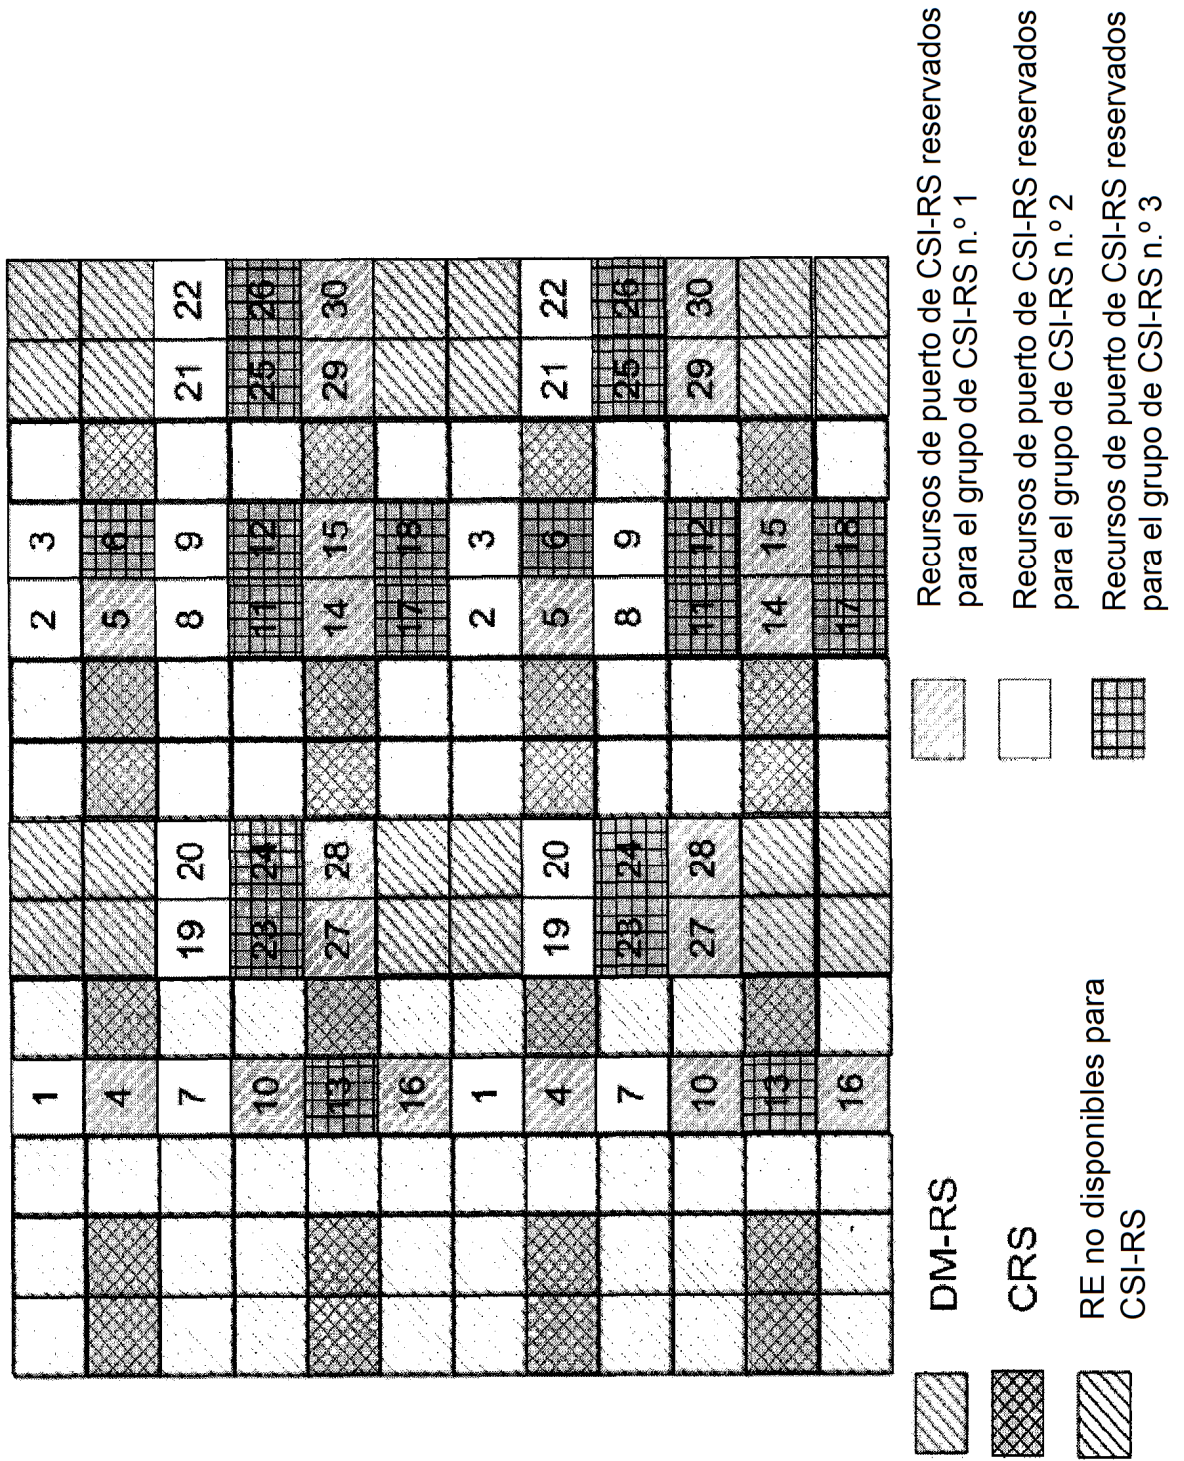 1 2 3
4 5 6
7 19 20 8 9 21 22
10 23 24 11 12 25 26
13 27 28 14 15 29 30
16 17 18
1 2 3
4 19 20 5 6 21 22
7 23 24 8 9 25 26
10 27 28 11 12 29 30
13 14 15
16 17 18
DM-RS
CRS
RE no disponibles para
CSI-RS
Recursos de puerto de CSI-RS reservados
para el grupo de CSI-RS n.º 1
Recursos de puerto de CSI-RS reservados
para el grupo de CSI-RS n.º 2
Recursos de puerto de CSI-RS reservados
para el grupo de CSI-RS n.º 3